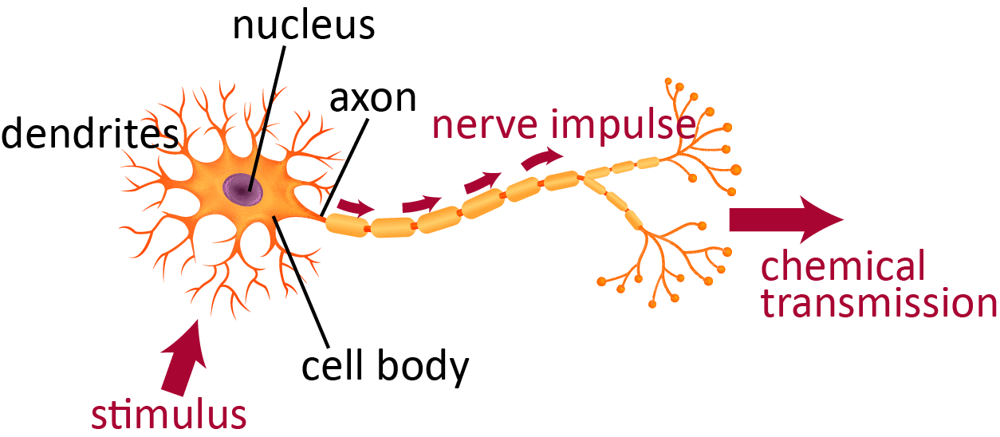 nucleus
axon
dendrites
nerve impulse
chemical
transmission
cell body
stimulus